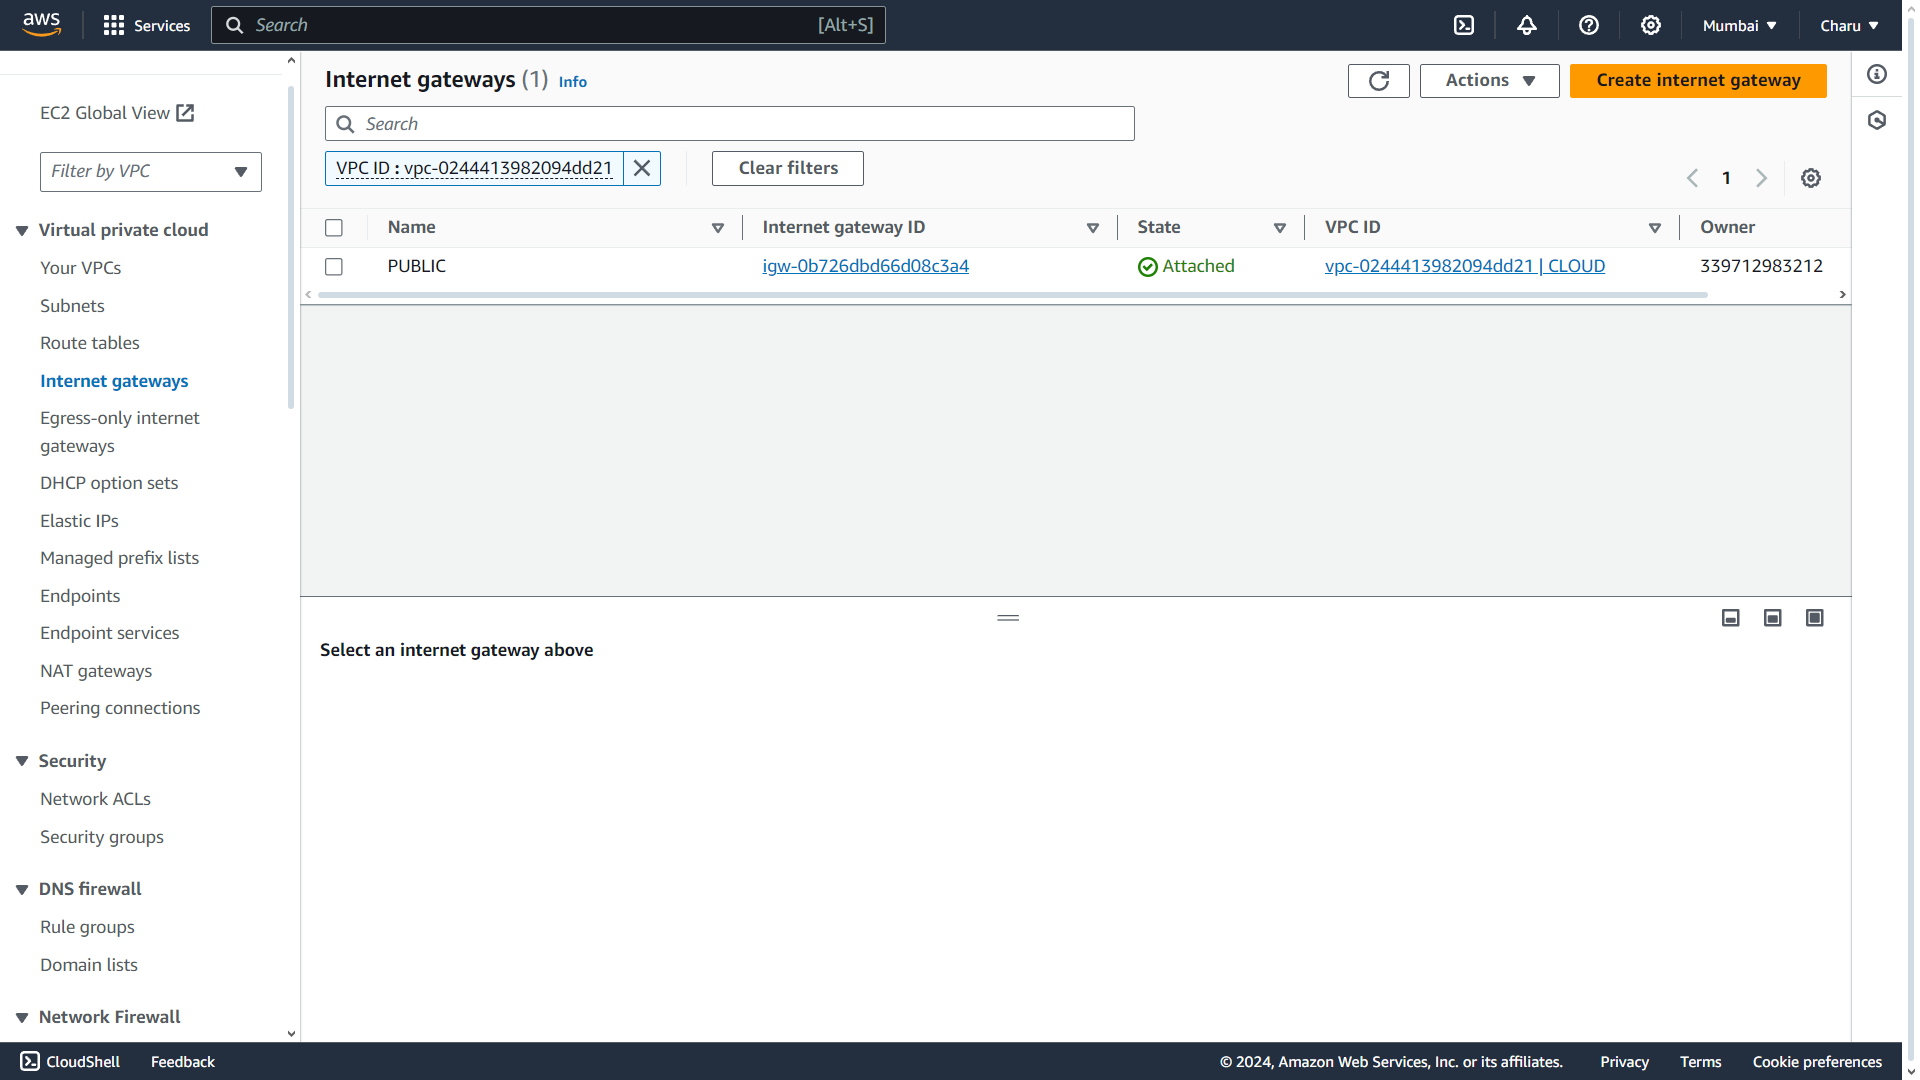 aws
Services
Search
[Alt+S]
Mumbai
Charu
EC2 Global View
Filter by VPC
Virtual private cloud
Your VPCs
Subnets
Route tables
Internet gateways
Egress-only internet
gateways
DHCP option sets
Elastic IPs
Managed prefix lists
Endpoints
Endpoint services
NAT gateways
Peering connections
Security
Network ACLs
Security groups
DNS firewall
Rule groups
Domain lists
Network Firewall
Internet gateways (1) Info
Actions
Create internet gateway
Search
VPC ID : vpc-0244413982094dd21
Clear filters
1
Name
Internet gateway ID
State
VPC ID
Owner
PUBLIC
igw-0b726dbd66d08c3a4
Attached
vpc-0244413982094dd21 | CLOUD
339712983212
Select an internet gateway above
CloudShell
Feedback
© 2024, Amazon Web Services, Inc. or its affiliates.
Privacy
Terms
Cookie preferences